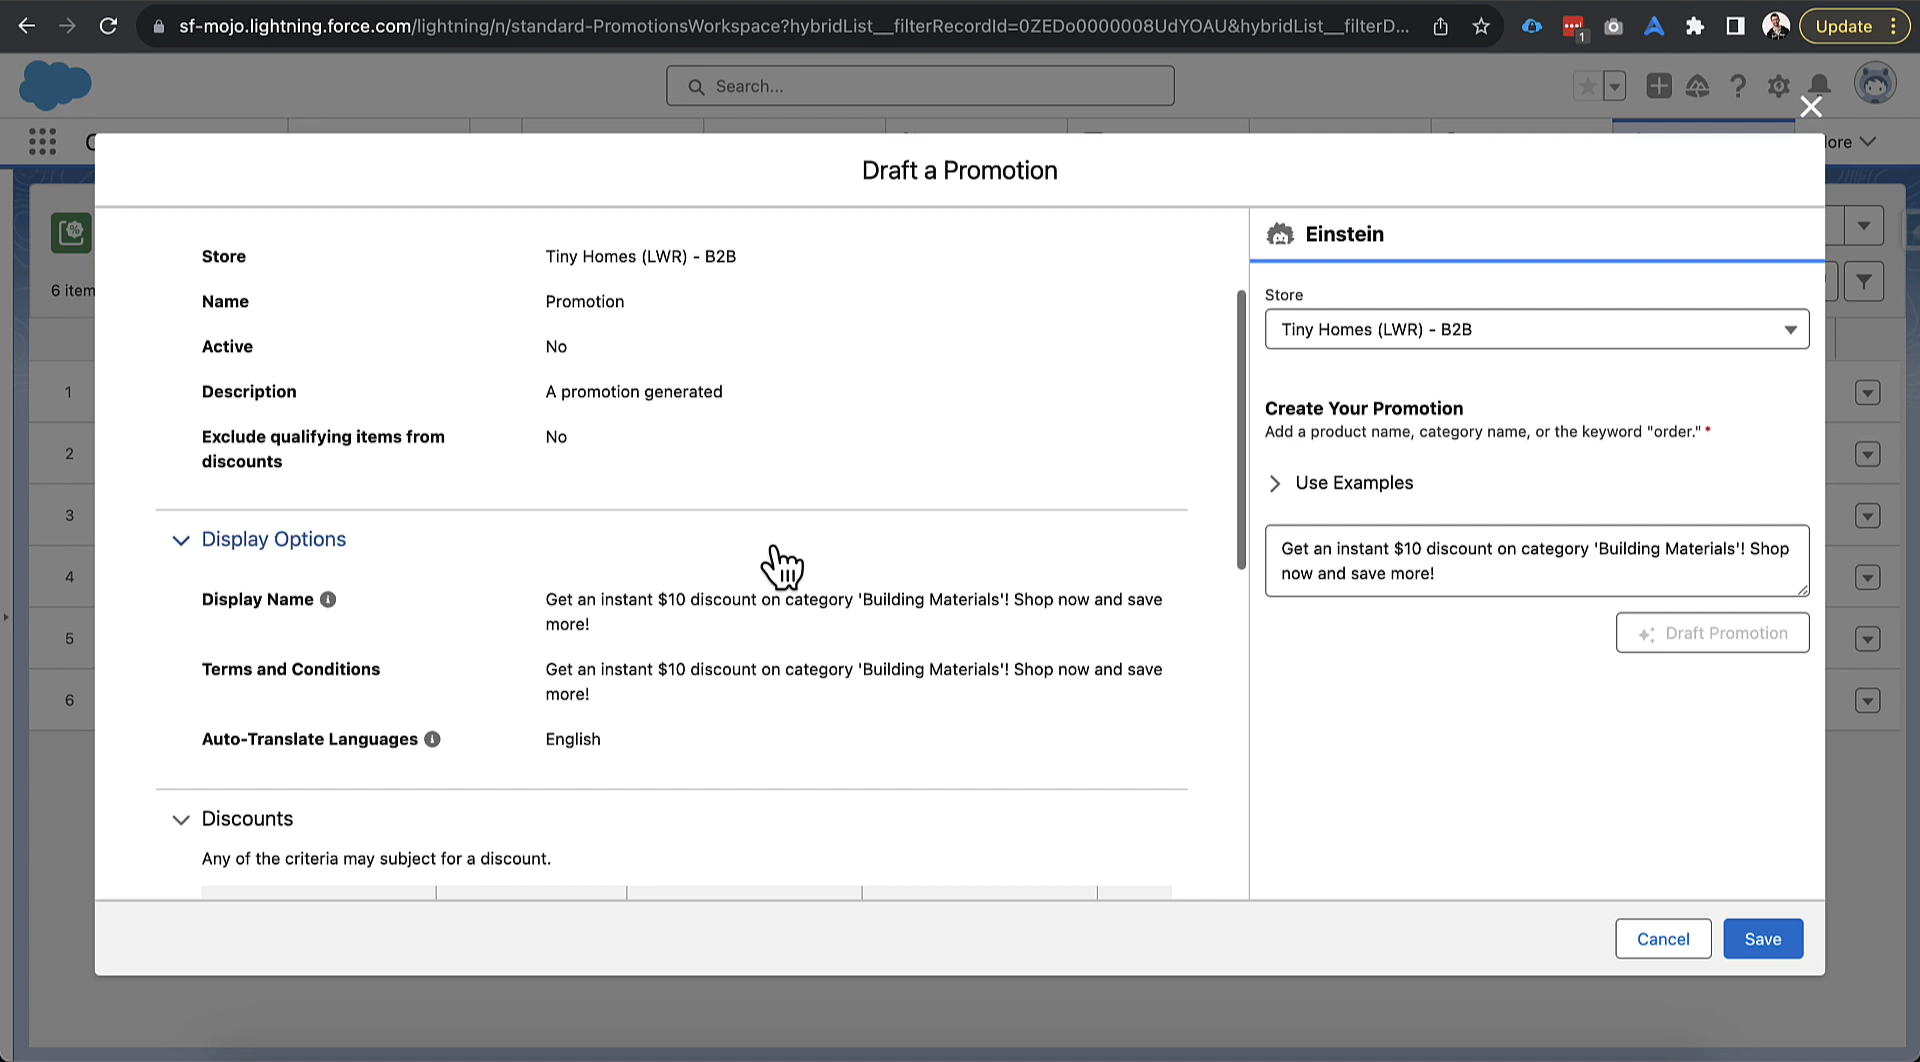 sf-mojo.lightning.force.com/lightning/n/standard-PromotionsWorkspace?hybridList__filterRecordId=0ZEDo0000008UdYOAU&hybridList__filterD...
1
Update
Search...
ore
Draft a Promotion
6 item
1
2
3
4
5
6
Store
Tiny Homes (LWR) - B2B
Name
Promotion
Active
No
Description
A promotion generated
Exclude qualifying items from
discounts
No
Display Options
Display Name
Get an instant $10 discount on category 'Building Materials'! Shop now and save
more!
Terms and Conditions
Get an instant $10 discount on category 'Building Materials'! Shop now and save
more!
Auto-Translate Languages
English
Discounts
Any of the criteria may subject for a discount.
Einstein
Store
Tiny Homes (LWR) - B2B
Create Your Promotion
Add a product name, category name, or the keyword "order." *
Use Examples
Get an instant $10 discount on category 'Building Materials'! Shop
now and save more!
Draft Promotion
Cancel
Save